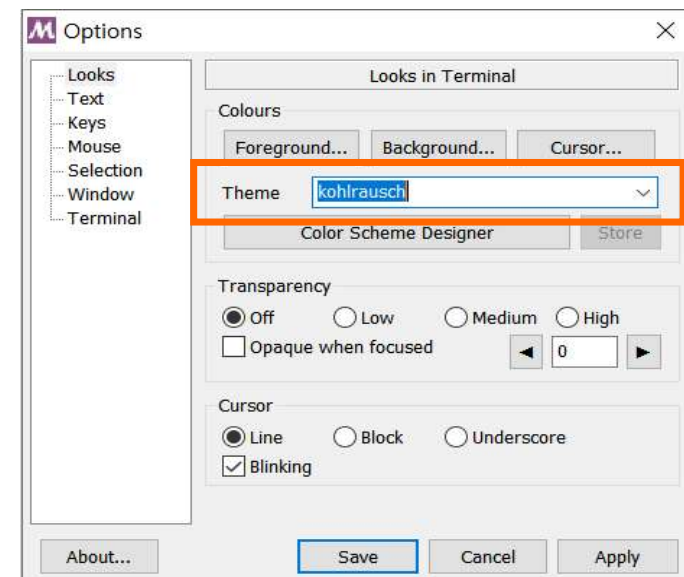 M Options
Looks
Text
Keys
Mouse
Selection
Window
Terminal
Looks in Terminal
Colours
Foreground... Background... Cursor...
Theme kohlrausch
Color Scheme Designer Store
Transparency
Off Low Medium High
Opaque when focused 0
Cursor
Line Block Underscore
Blinking
About... Save Cancel Apply